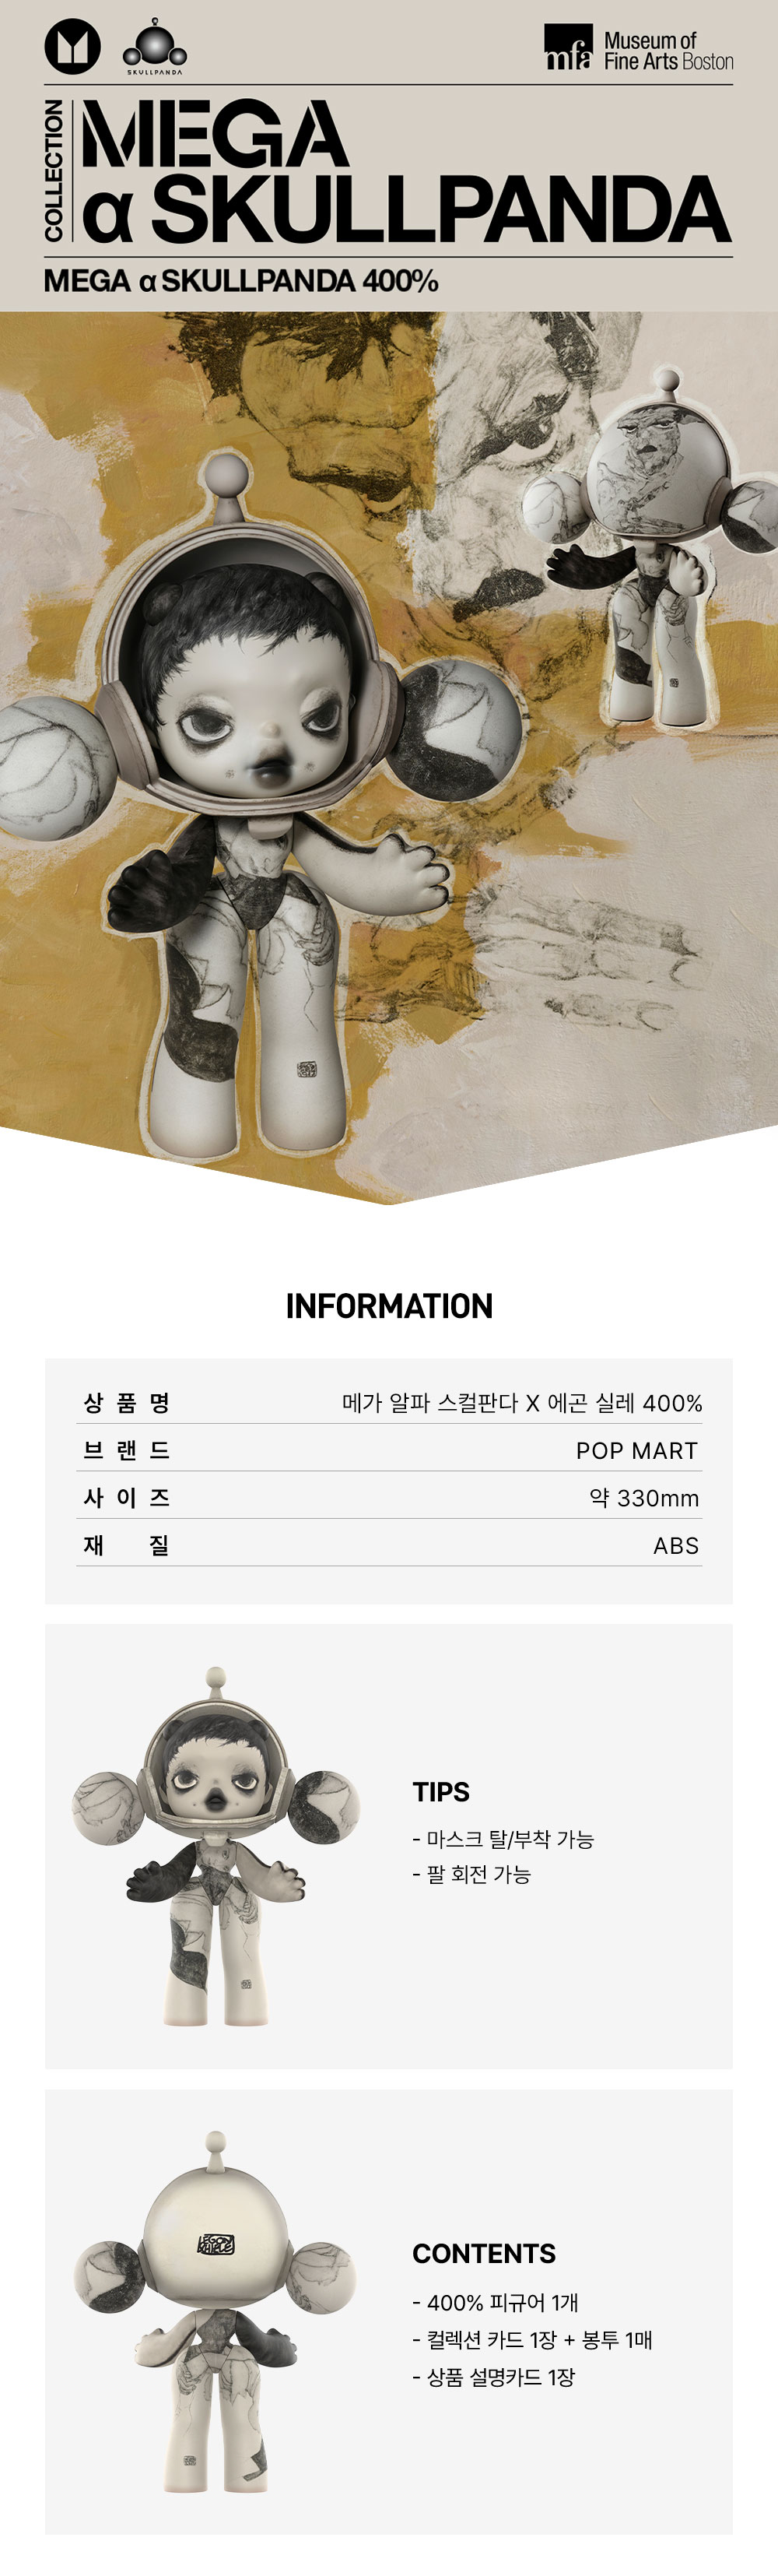 SKULLPANDA
mfa
Museum of
Fine Arts Boston
COLLECTION
MEGA
α SKULLPANDA
MEGA α SKULLPANDA 400%
INFORMATION
상품명 메가 알파 스컬판다 X 에곤 실레 400%
브랜드 POP MART
사이즈 약 330mm
재질 ABS
TIPS
- 마스크 탈/부착 가능
- 팔 회전 가능
CONTENTS
- 400% 피규어 1개
- 컬렉션 카드 1장 + 봉투 1매
- 상품 설명카드 1장